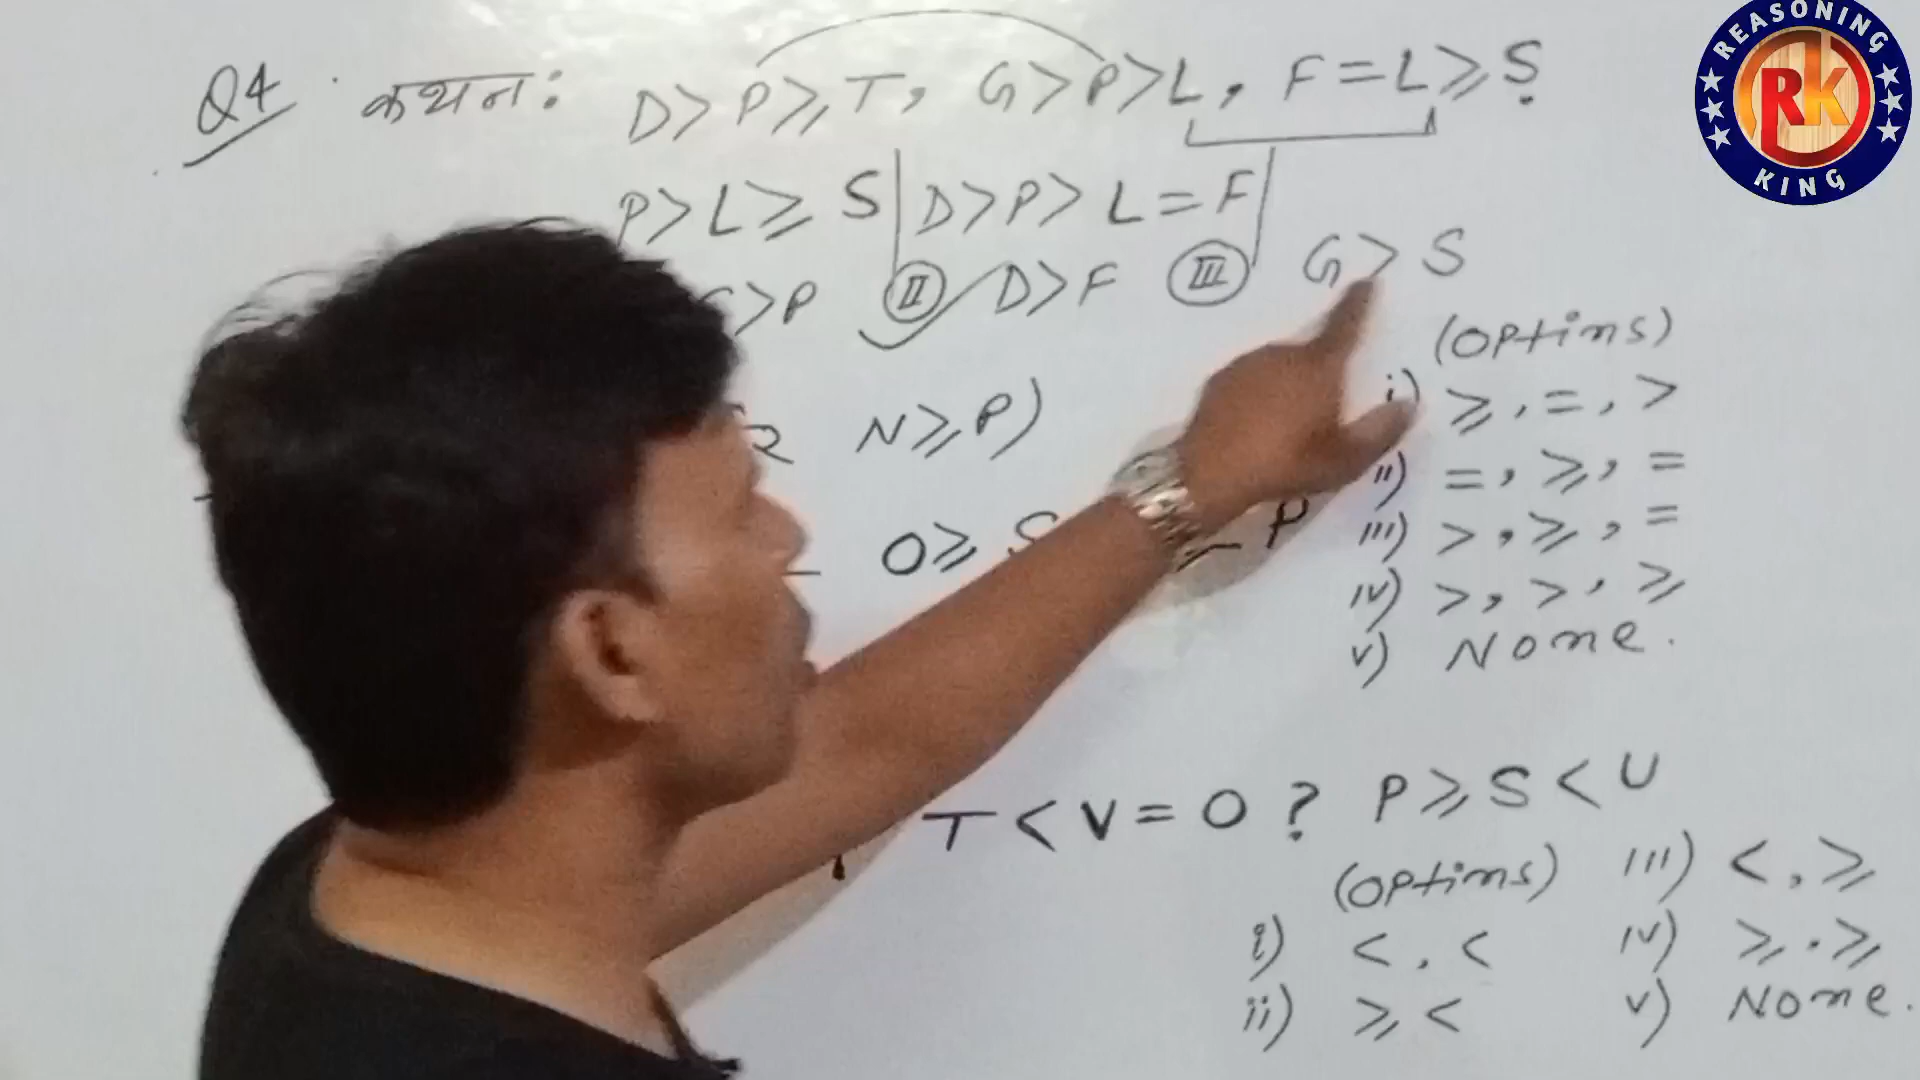 Q4 कथन: D > P ≥ T, G > P > L, F = L ≥ S
P > L ≥ S | D > P > L = F
> P (II) D > F (III) G > S
(Options)
i) ≥, =, >
N ≥ P)
ii) =, ≥, =
O ≥ S P
iii) >, ≥, =
iv) >, >, ≥
v) None.
T < V = O ? P ≥ S < U
(Options)
i) <, <
ii) ≥, <
iii) <, ≥
iv) ≥, ≥
v) None.
REASONING
RK
KING